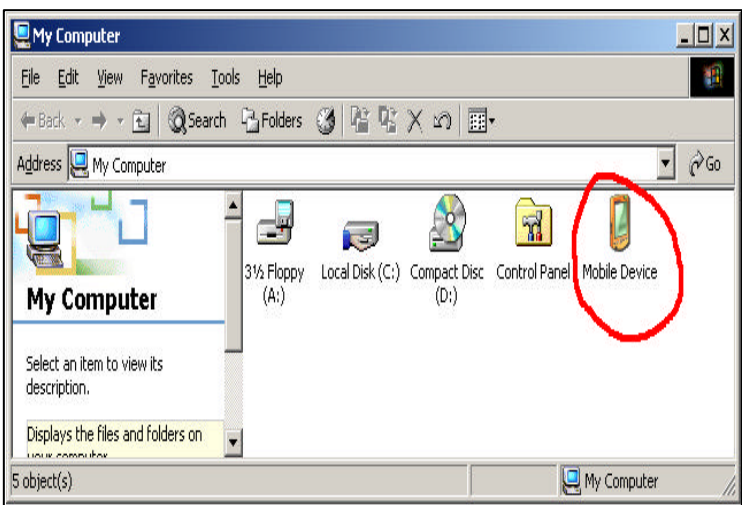 My Computer
File Edit View Favorites Tools Help
Back Search Folders
Address My Computer Go
3½ Floppy (A:)
Local Disk (C:)
Compact Disc (D:)
Control Panel
Mobile Device
My Computer
Select an item to view its
description.
Displays the files and folders on
your computer
5 object(s) My Computer